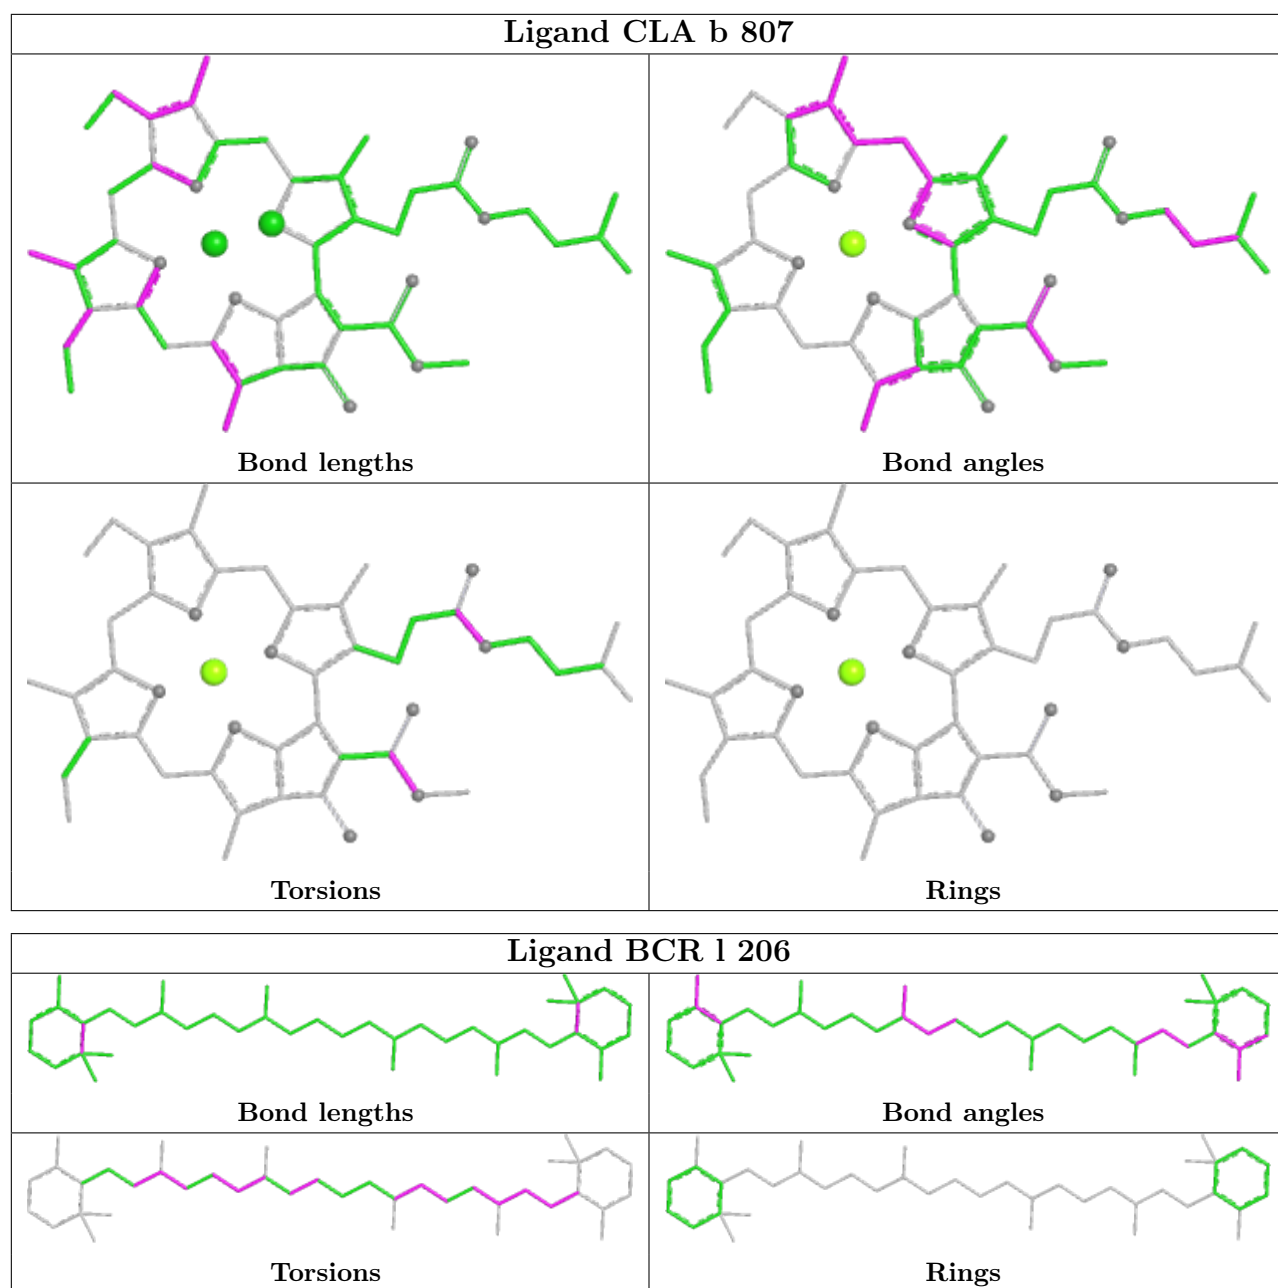 Ligand CLA b 807
Bond lengths
Bond angles
Torsions
Rings
Ligand BCR l 206
Bond lengths
Bond angles
Torsions
Rings